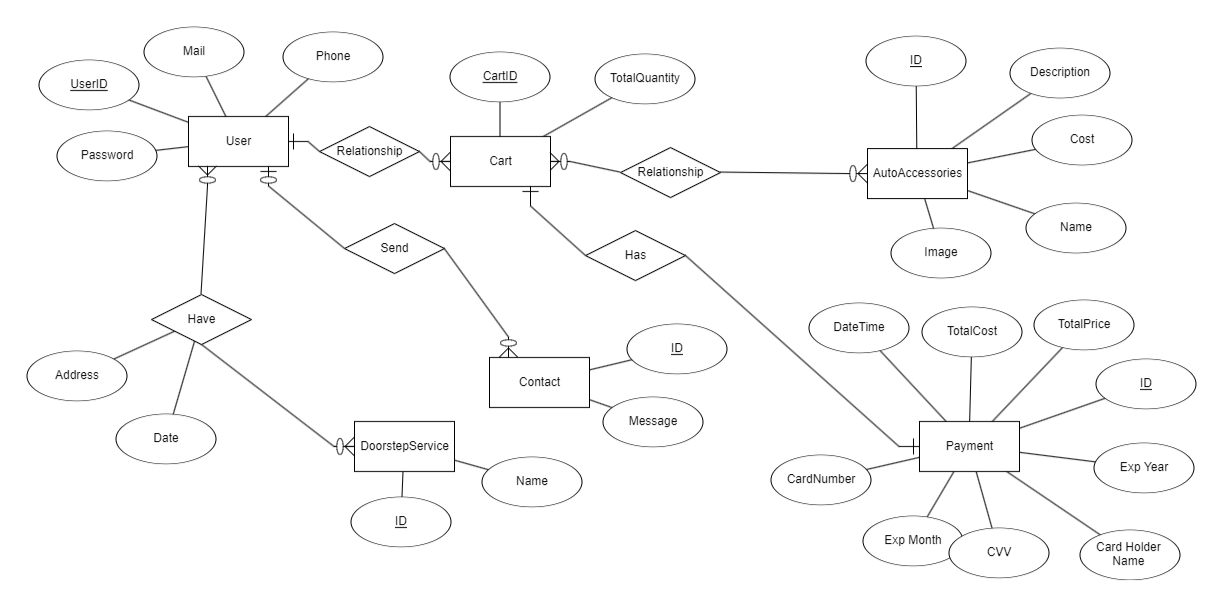 Mail
Phone
UserID
Password
User
Relationship
CartID
TotalQuantity
Cart
Relationship
ID
Description
Cost
AutoAccessories
Name
Image
Send
Has
Have
Address
Date
Contact
ID
Message
DoorstepService
Name
ID
DateTime
TotalCost
TotalPrice
ID
Payment
Exp Year
CardNumber
Exp Month
CVV
Card Holder
Name